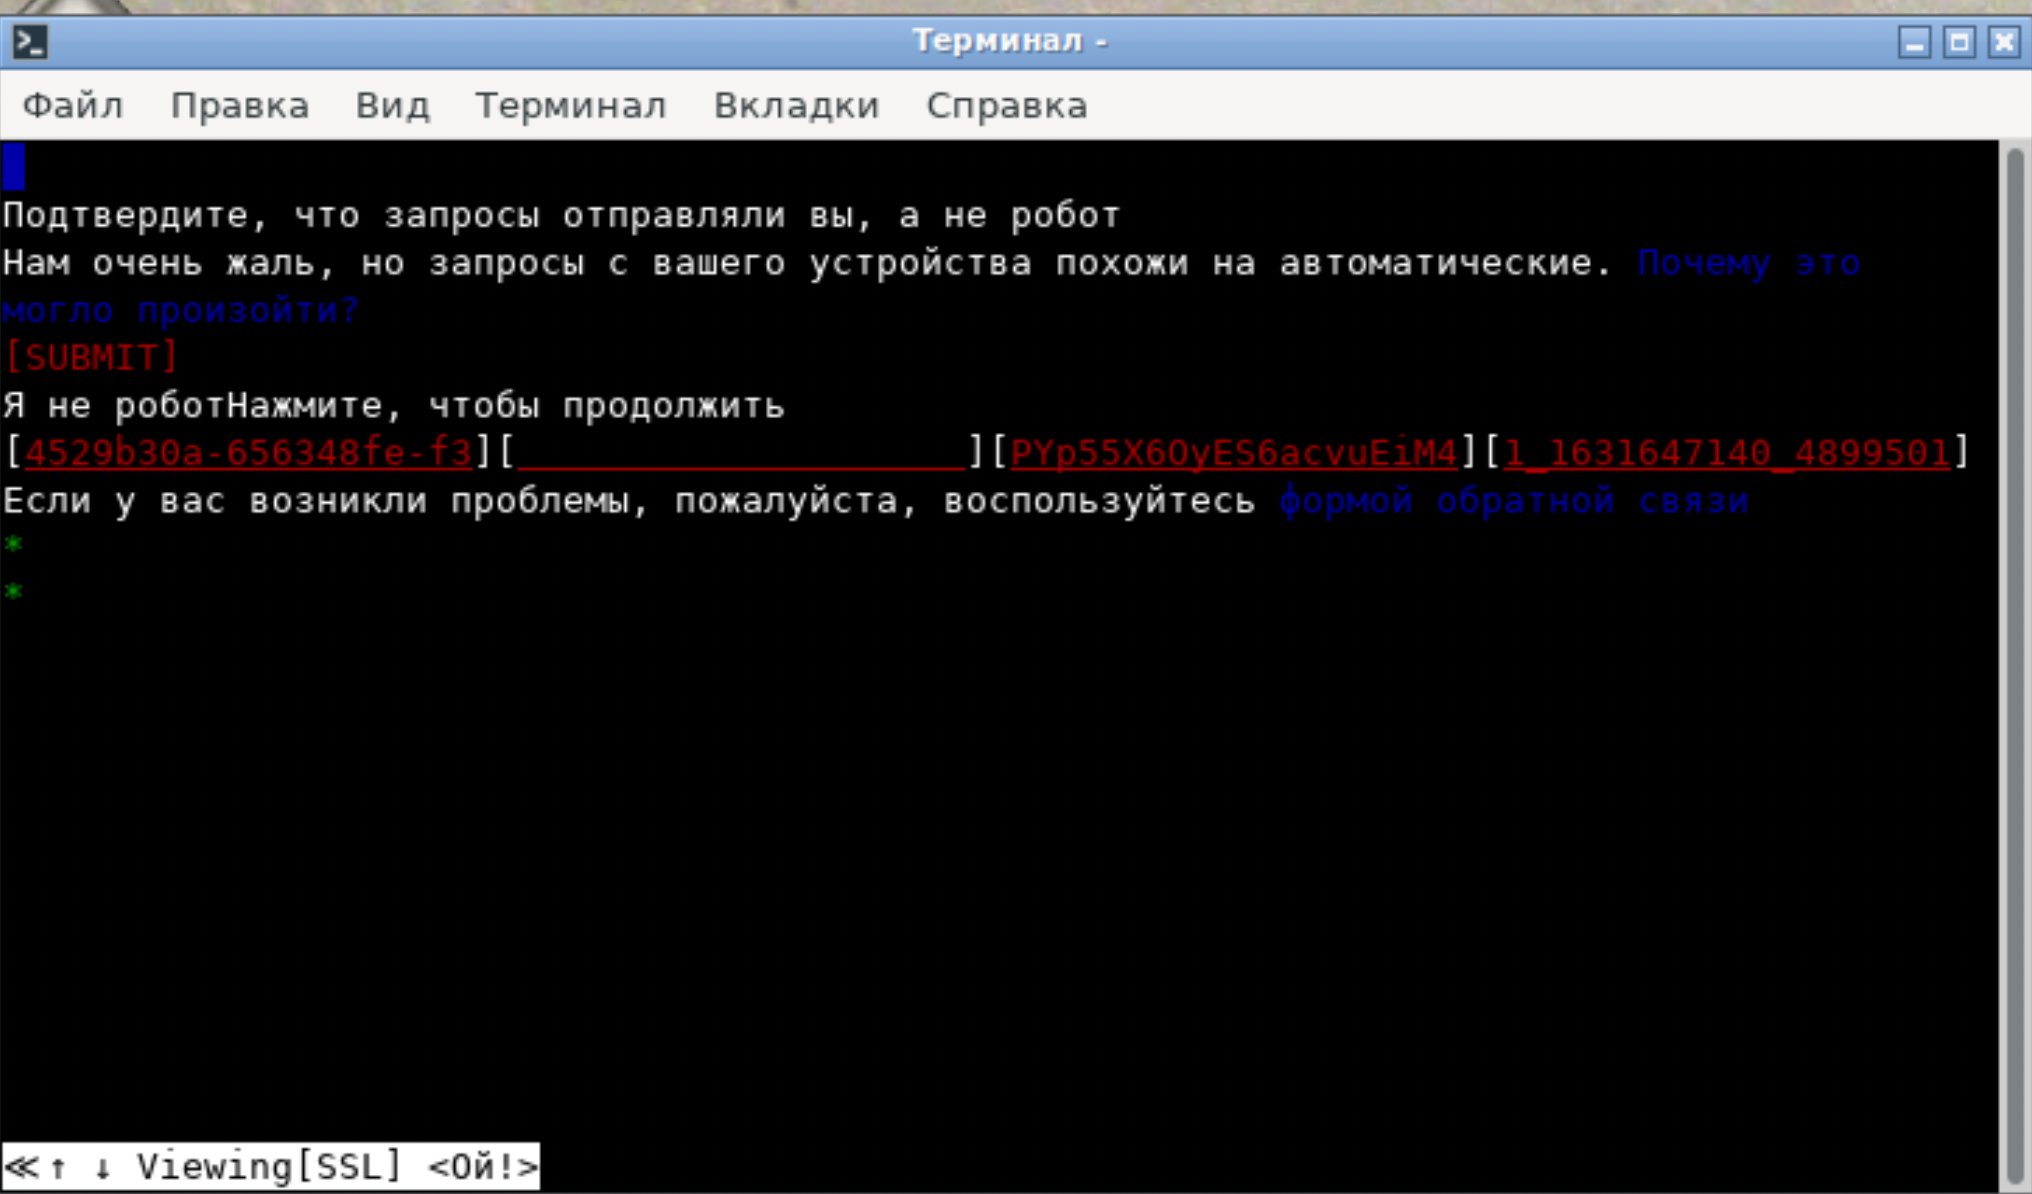 Терминал -
Файл Правка Вид Терминал Вкладки Справка
Подтвердите, что запросы отправляли вы, а не робот
Нам очень жаль, но запросы с вашего устройства похожи на автоматические. Почему это
могло произойти?
[SUBMIT]
Я не роботНажмите, чтобы продолжить
[4529b30a-656348fe-f3][____________________][PYp55X6OyES6acvuEiM4][1_1631647140_4899501]
Если у вас возникли проблемы, пожалуйста, воспользуйтесь формой обратной связи
*
*
≪↑ ↓ Viewing[SSL] <Ой!>